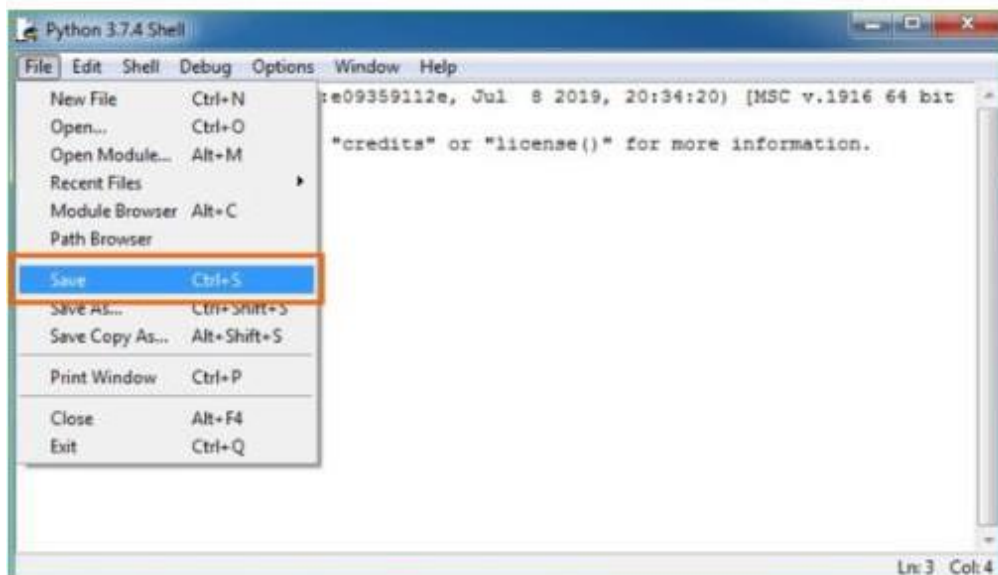 Python 3.7.4 Shell
File Edit Shell Debug Options Window Help
New File Ctrl+N
:e09359112e, Jul 8 2019, 20:34:20) [MSC v.1916 64 bit
Open... Ctrl+O
"credits" or "license()" for more information.
Open Module... Alt+M
Recent Files
Module Browser Alt+C
Path Browser
Save Ctrl+S
Save As... Ctrl+Shift+S
Save Copy As... Alt+Shift+S
Print Window Ctrl+P
Close Alt+F4
Exit Ctrl+Q
Ln: 3 Col: 4